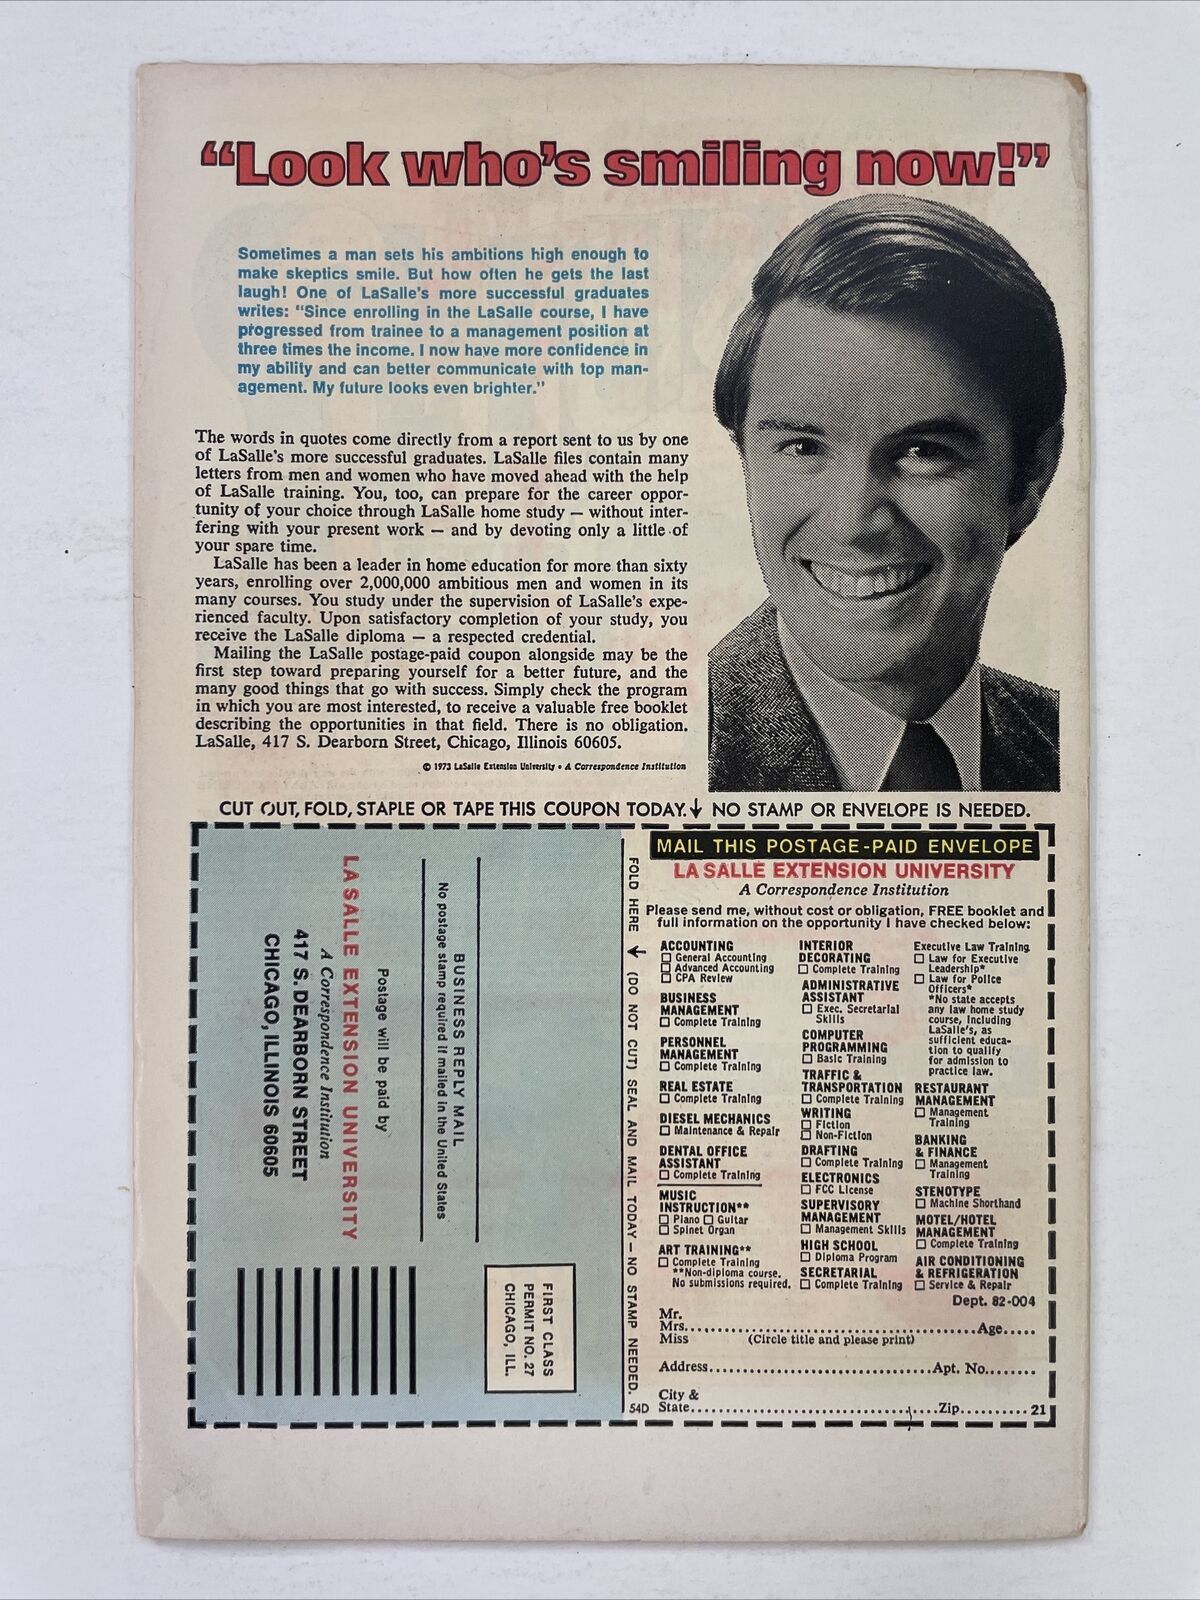 “Look who’s smiling now!”
Sometimes a man sets his ambitions high enough to
make skeptics smile. But how often he gets the last
laugh! One of LaSalle's more successful graduates
writes: "Since enrolling in the LaSalle course, I have
progressed from trainee to a management position at
three times the income. I now have more confidence in
my ability and can better communicate with top man-
agement. My future looks even brighter."
The words in quotes come directly from a report sent to us by one
of LaSalle's more successful graduates. LaSalle files contain many
letters from men and women who have moved ahead with the help
of LaSalle training. You, too, can prepare for the career oppor-
tunity of your choice through LaSalle home study — without inter-
fering with your present work — and by devoting only a little of
your spare time.
LaSalle has been a leader in home education for more than sixty
years, enrolling over 2,000,000 ambitious men and women in its
many courses. You study under the supervision of LaSalle's expe-
rienced faculty. Upon satisfactory completion of your study, you
receive the LaSalle diploma — a respected credential.
Mailing the LaSalle postage-paid coupon alongside may be the
first step toward preparing yourself for a better future, and the
many good things that go with success. Simply check the program
in which you are most interested, to receive a valuable free booklet
describing the opportunities in that field. There is no obligation.
LaSalle, 417 S. Dearborn Street, Chicago, Illinois 60605.
© 1973 LaSalle Extension University • A Correspondence Institution
CUT OUT, FOLD, STAPLE OR TAPE THIS COUPON TODAY.↓ NO STAMP OR ENVELOPE IS NEEDED.
FIRST CLASS
PERMIT NO. 27
CHICAGO, ILL.
BUSINESS REPLY MAIL
No postage stamp required if mailed in the United States
Postage will be paid by
LA SALLE EXTENSION UNIVERSITY
A Correspondence Institution
417 S. DEARBORN STREET
CHICAGO, ILLINOIS 60605
FOLD HERE → (DO NOT CUT) SEAL AND MAIL TODAY — NO STAMP NEEDED.
54D
MAIL THIS POSTAGE-PAID ENVELOPE
LA SALLE EXTENSION UNIVERSITY
A Correspondence Institution
Please send me, without cost or obligation, FREE booklet and
full information on the opportunity I have checked below:
ACCOUNTING
☐ General Accounting
☐ Advanced Accounting
☐ CPA Review
BUSINESS
MANAGEMENT
☐ Complete Training
PERSONNEL
MANAGEMENT
☐ Complete Training
REAL ESTATE
☐ Complete Training
DIESEL MECHANICS
☐ Maintenance & Repair
DENTAL OFFICE
ASSISTANT
☐ Complete Training
MUSIC
INSTRUCTION**
☐ Piano ☐ Guitar
☐ Spinet Organ
ART TRAINING**
☐ Complete Training
**Non-diploma course.
No submissions required.
INTERIOR
DECORATING
☐ Complete Training
ADMINISTRATIVE
ASSISTANT
☐ Exec. Secretarial
Skills
COMPUTER
PROGRAMMING
☐ Basic Training
TRAFFIC &
TRANSPORTATION
☐ Complete Training
WRITING
☐ Fiction
☐ Non-Fiction
DRAFTING
☐ Complete Training
ELECTRONICS
☐ FCC License
SUPERVISORY
MANAGEMENT
☐ Management Skills
HIGH SCHOOL
☐ Diploma Program
SECRETARIAL
☐ Complete Training
Executive Law Training
☐ Law for Executive
Leadership*
☐ Law for Police
Officers*
*No state accepts
any law home study
course, including
LaSalle's, as
sufficient educa-
tion to qualify
for admission to
practice law.
RESTAURANT
MANAGEMENT
☐ Management
Training
BANKING
& FINANCE
☐ Management
Training
STENOTYPE
☐ Machine Shorthand
MOTEL/HOTEL
MANAGEMENT
☐ Complete Training
AIR CONDITIONING
& REFRIGERATION
☐ Service & Repair
Dept. 82-004
Mr.
Mrs. Age
Miss (Circle title and please print)
Address Apt. No.
City &
State Zip 21